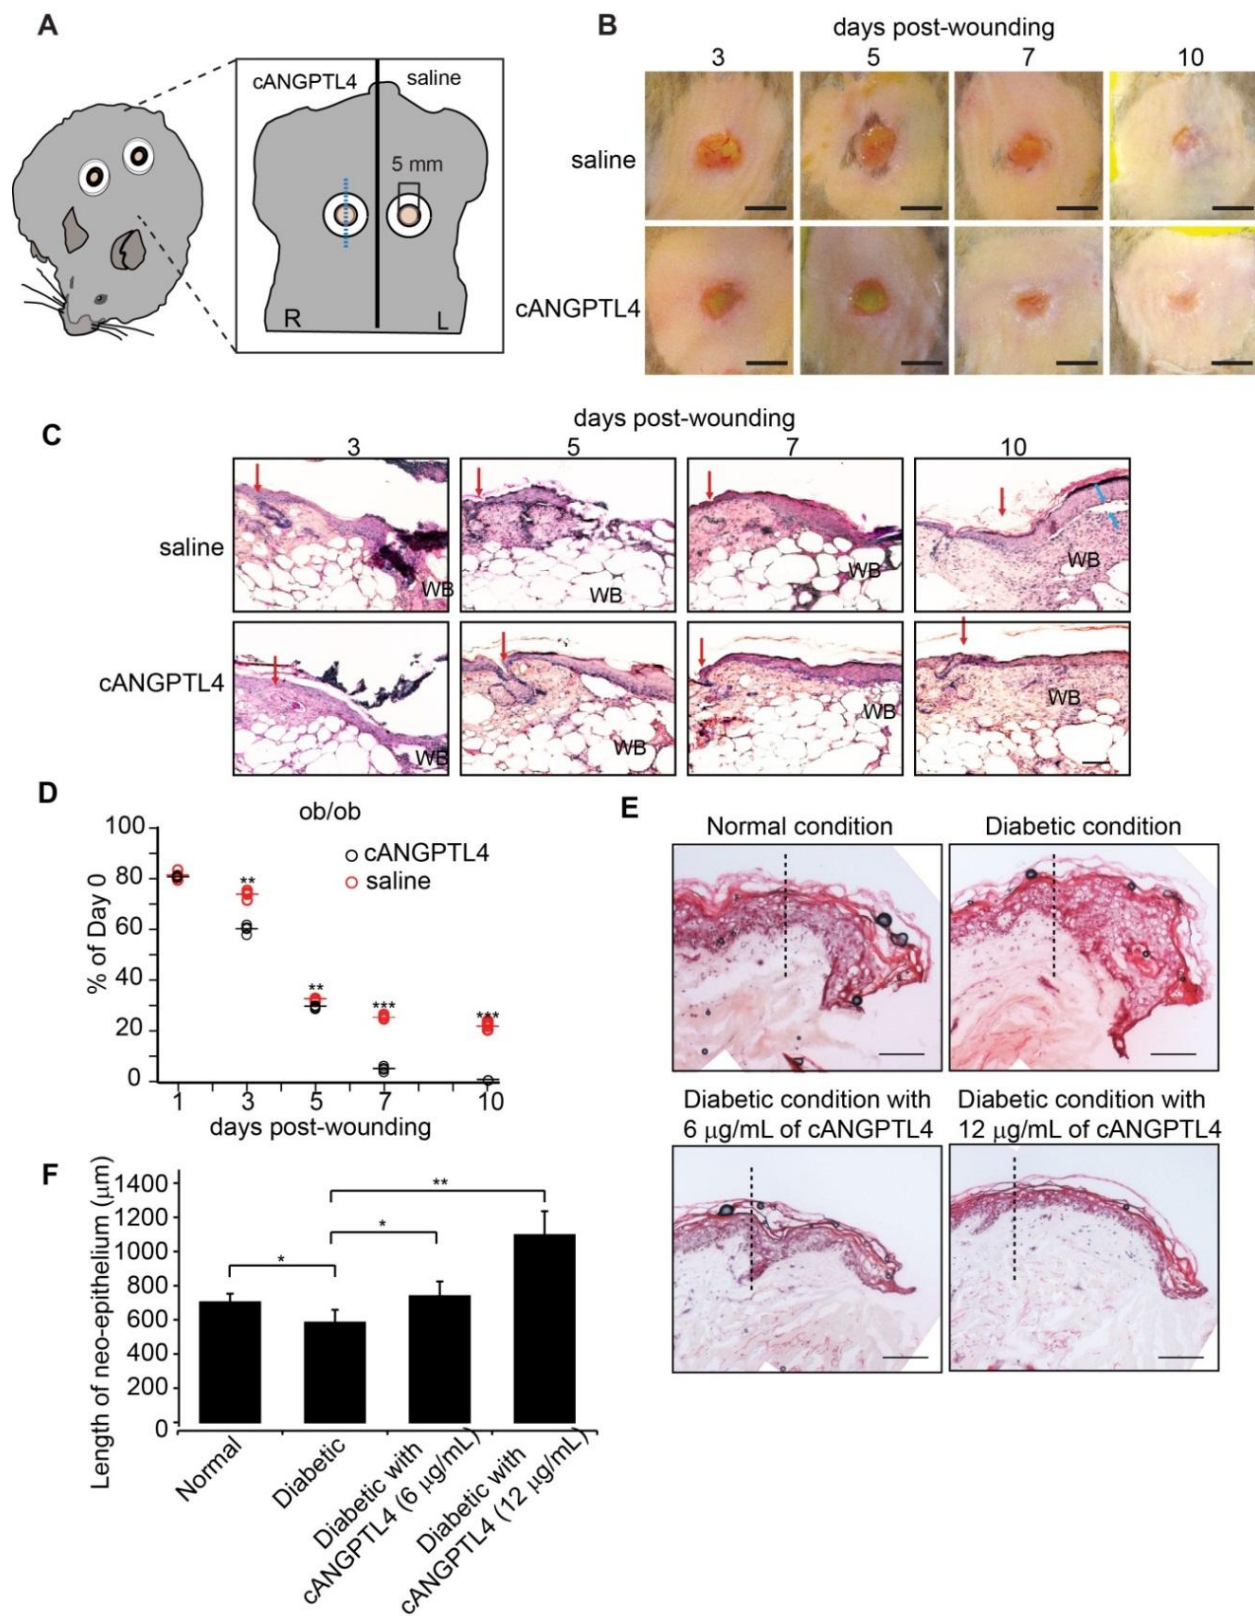 A
cANGPTL4
saline
5 mm
R
L
B
days post-wounding
3
5
7
10
saline
cANGPTL4
C
days post-wounding
3
5
7
10
saline
WB
WB
WB
WB
cANGPTL4
WB
WB
WB
WB
D
ob/ob
100
80
60
40
20
0
% of Day 0
cANGPTL4
saline
**
**
***
***
1
3
5
7
10
days post-wounding
E
Normal condition
Diabetic condition
Diabetic condition with
6 μg/mL of cANGPTL4
Diabetic condition with
12 μg/mL of cANGPTL4
F
Length of neo-epithelium (μm)
1400
1200
1000
800
600
400
200
0
*
*
**
Normal
Diabetic
Diabetic with
cANGPTL4 (6 μg/mL)
Diabetic with
cANGPTL4 (12 μg/mL)